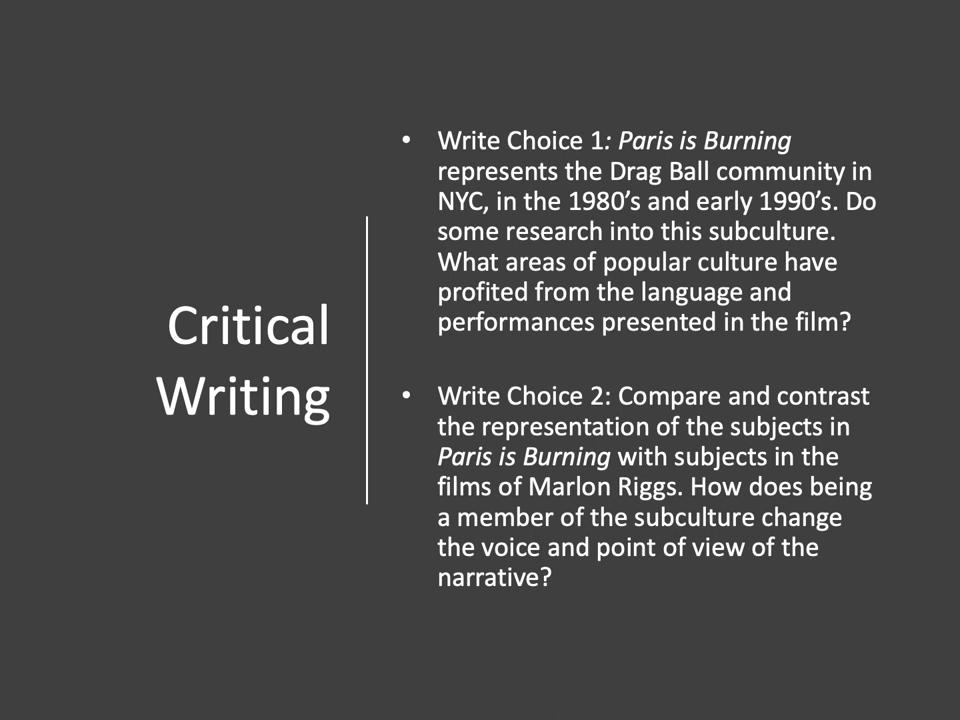 Critical
Writing
• Write Choice 1: Paris is Burning
represents the Drag Ball community in
NYC, in the 1980’s and early 1990’s. Do
some research into this subculture.
What areas of popular culture have
profited from the language and
performances presented in the film?
• Write Choice 2: Compare and contrast
the representation of the subjects in
Paris is Burning with subjects in the
films of Marlon Riggs. How does being
a member of the subculture change
the voice and point of view of the
narrative?